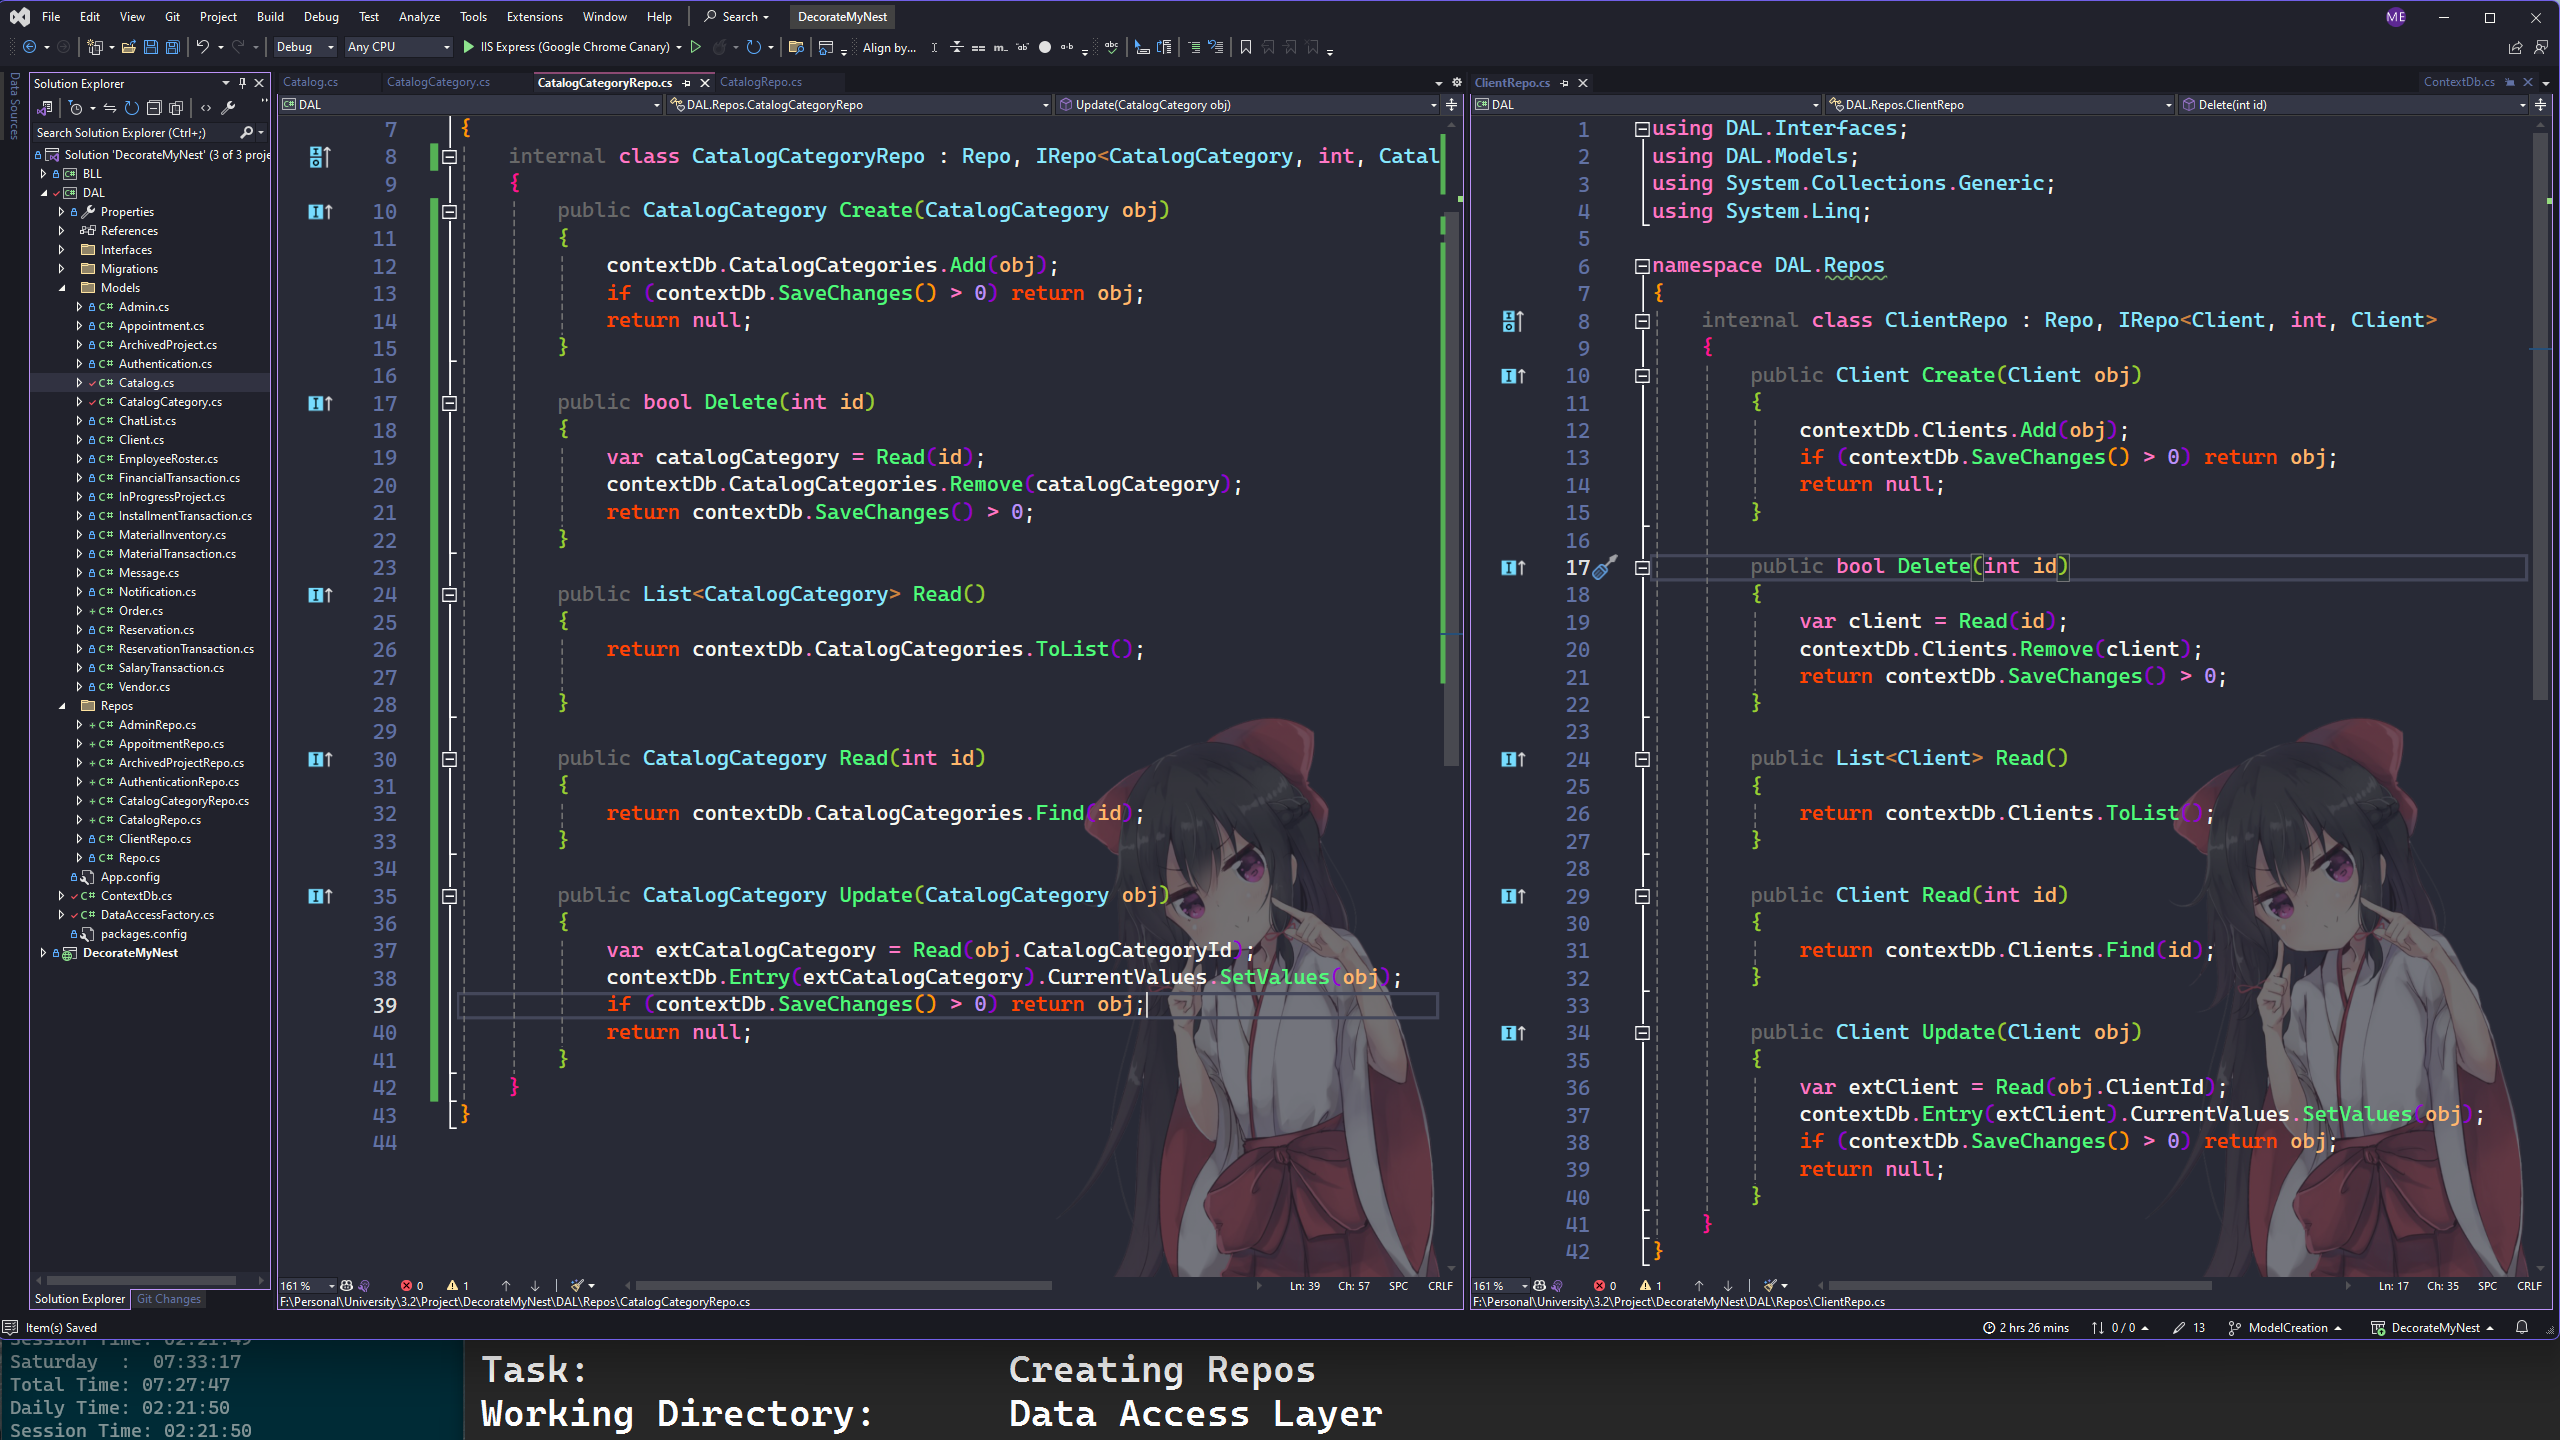 File Edit View Git Project Build Debug Test Analyze Tools Extensions Window Help Search DecorateMyNest ME
Debug Any CPU IIS Express (Google Chrome Canary) Align by...
Data Sources
Solution Explorer
Search Solution Explorer (Ctrl+;)
Solution 'DecorateMyNest' (3 of 3 proje
BLL
DAL
Properties
References
Interfaces
Migrations
Models
C# Admin.cs
C# Appointment.cs
C# ArchivedProject.cs
C# Authentication.cs
C# Catalog.cs
C# CatalogCategory.cs
C# ChatList.cs
C# Client.cs
C# EmployeeRoster.cs
C# FinancialTransaction.cs
C# InProgressProject.cs
C# InstallmentTransaction.cs
C# MaterialInventory.cs
C# MaterialTransaction.cs
C# Message.cs
C# Notification.cs
+ C# Order.cs
C# Reservation.cs
C# ReservationTransaction.cs
C# SalaryTransaction.cs
C# Vendor.cs
Repos
+ C# AdminRepo.cs
+ C# AppoitmentRepo.cs
+ C# ArchivedProjectRepo.cs
+ C# AuthenticationRepo.cs
+ C# CatalogCategoryRepo.cs
+ C# CatalogRepo.cs
C# ClientRepo.cs
C# Repo.cs
App.config
C# ContextDb.cs
C# DataAccessFactory.cs
packages.config
DecorateMyNest
Solution Explorer Git Changes
Catalog.cs CatalogCategory.cs CatalogCategoryRepo.cs CatalogRepo.cs
DAL DAL.Repos.CatalogCategoryRepo Update(CatalogCategory obj)
7 {
8 internal class CatalogCategoryRepo : Repo, IRepo<CatalogCategory, int, Catal
9 {
10 public CatalogCategory Create(CatalogCategory obj)
11 {
12 contextDb.CatalogCategories.Add(obj);
13 if (contextDb.SaveChanges() > 0) return obj;
14 return null;
15 }
16
17 public bool Delete(int id)
18 {
19 var catalogCategory = Read(id);
20 contextDb.CatalogCategories.Remove(catalogCategory);
21 return contextDb.SaveChanges() > 0;
22 }
23
24 public List<CatalogCategory> Read()
25 {
26 return contextDb.CatalogCategories.ToList();
27
28 }
29
30 public CatalogCategory Read(int id)
31 {
32 return contextDb.CatalogCategories.Find(id);
33 }
34
35 public CatalogCategory Update(CatalogCategory obj)
36 {
37 var extCatalogCategory = Read(obj.CatalogCategoryId);
38 contextDb.Entry(extCatalogCategory).CurrentValues.SetValues(obj);
39 if (contextDb.SaveChanges() > 0) return obj;
40 return null;
41 }
42 }
43 }
44
161 % 0 1 Ln: 39 Ch: 57 SPC CRLF
F:\Personal\University\3.2\Project\DecorateMyNest\DAL\Repos\CatalogCategoryRepo.cs
ClientRepo.cs ContextDb.cs
DAL DAL.Repos.ClientRepo Delete(int id)
1 using DAL.Interfaces;
2 using DAL.Models;
3 using System.Collections.Generic;
4 using System.Linq;
5
6 namespace DAL.Repos
7 {
8 internal class ClientRepo : Repo, IRepo<Client, int, Client>
9 {
10 public Client Create(Client obj)
11 {
12 contextDb.Clients.Add(obj);
13 if (contextDb.SaveChanges() > 0) return obj;
14 return null;
15 }
16
17 public bool Delete(int id)
18 {
19 var client = Read(id);
20 contextDb.Clients.Remove(client);
21 return contextDb.SaveChanges() > 0;
22 }
23
24 public List<Client> Read()
25 {
26 return contextDb.Clients.ToList();
27 }
28
29 public Client Read(int id)
30 {
31 return contextDb.Clients.Find(id);
32 }
33
34 public Client Update(Client obj)
35 {
36 var extClient = Read(obj.ClientId);
37 contextDb.Entry(extClient).CurrentValues.SetValues(obj);
38 if (contextDb.SaveChanges() > 0) return obj;
39 return null;
40 }
41 }
42 }
161 % 0 1 Ln: 17 Ch: 35 SPC CRLF
F:\Personal\University\3.2\Project\DecorateMyNest\DAL\Repos\ClientRepo.cs
Item(s) Saved 2 hrs 26 mins 0 / 0 13 ModelCreation DecorateMyNest
Session Time: 02:21:49
Saturday : 07:33:17
Total Time: 07:27:47
Daily Time: 02:21:50
Session Time: 02:21:50
Task: Creating Repos
Working Directory: Data Access Layer